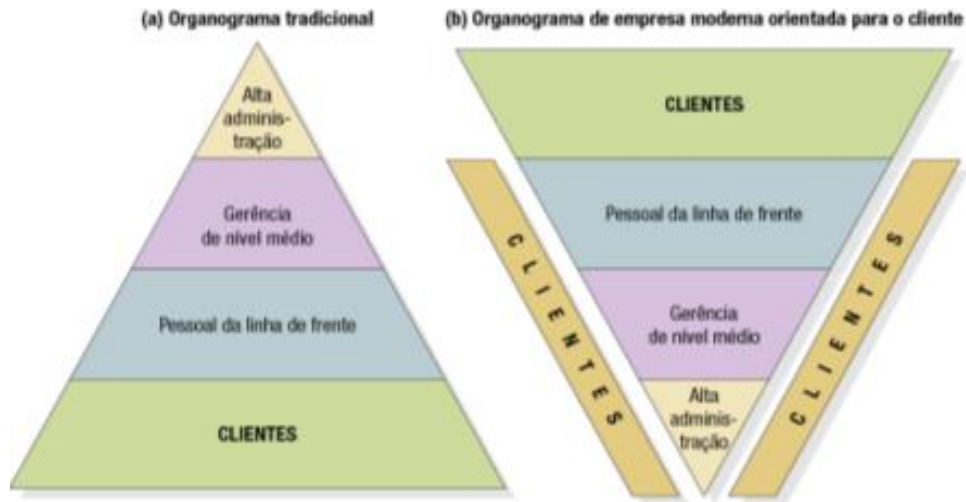 (a) Organograma tradicional
Alta
adminis-
tração
Gerência
de nível médio
Pessoal da linha de frente
CLIENTES
(b) Organograma de empresa moderna orientada para o cliente
CLIENTES
Pessoal da linha de frente
Gerência
de nível médio
Alta
adminis-
tração
CLIENTES
CLIENTES